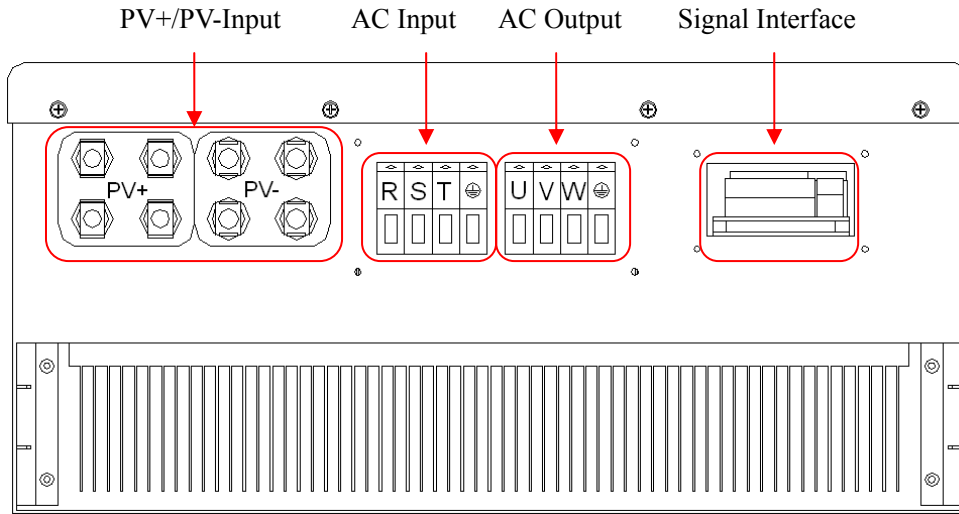 PV+/PV-Input AC Input AC Output Signal Interface
PV+ PV- R S T U V W